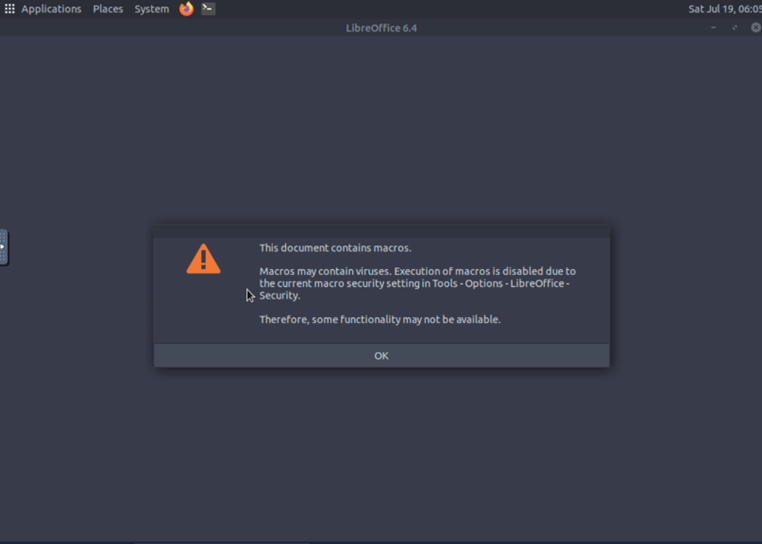 Applications Places System Sat Jul 19, 06:05
LibreOffice 6.4
This document contains macros.
Macros may contain viruses. Execution of macros is disabled due to
the current macro security setting in Tools - Options - LibreOffice -
Security.
Therefore, some functionality may not be available.
OK